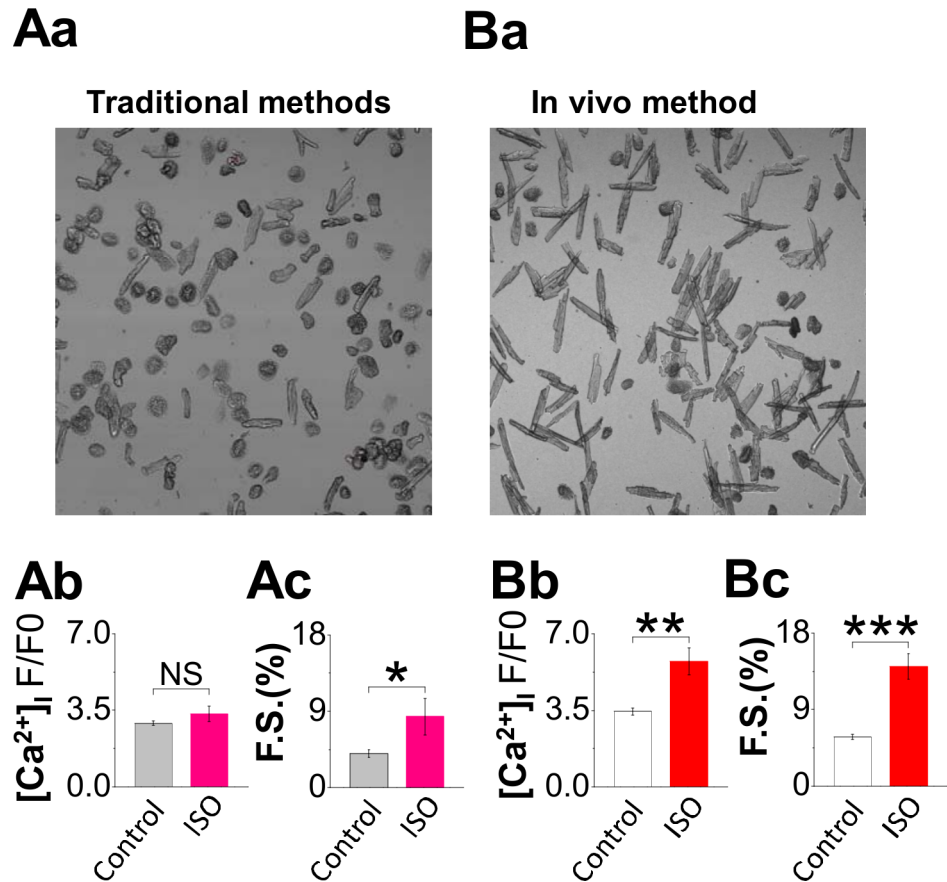 Aa
Ba
Traditional methods
In vivo method
Ab
Ac
Bb
Bc
[Ca²⁺]I F/F0
7.0
3.5
0.0
NS
Control
ISO
F.S.(%)
18
9
0
*
Control
ISO
[Ca²⁺]I F/F0
7.0
3.5
0.0
**
Control
ISO
F.S.(%)
18
9
0
***
Control
ISO